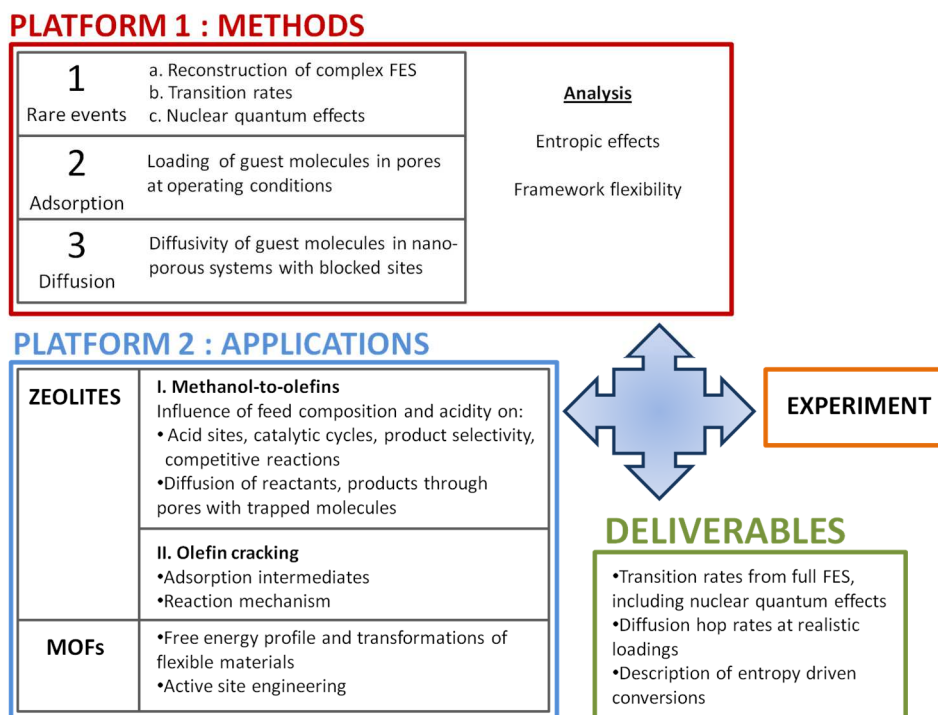 PLATFORM 1 : METHODS
1
Rare events
a. Reconstruction of complex FES
b. Transition rates
c. Nuclear quantum effects
2
Adsorption
Loading of guest molecules in pores
at operating conditions
3
Diffusion
Diffusivity of guest molecules in nano-
porous systems with blocked sites
Analysis
Entropic effects
Framework flexibility
PLATFORM 2 : APPLICATIONS
ZEOLITES
I. Methanol-to-olefins
Influence of feed composition and acidity on:
• Acid sites, catalytic cycles, product selectivity,
competitive reactions
•Diffusion of reactants, products through
pores with trapped molecules
II. Olefin cracking
•Adsorption intermediates
•Reaction mechanism
MOFs
•Free energy profile and transformations of
flexible materials
•Active site engineering
EXPERIMENT
DELIVERABLES
•Transition rates from full FES,
including nuclear quantum effects
•Diffusion hop rates at realistic
loadings
•Description of entropy driven
conversions